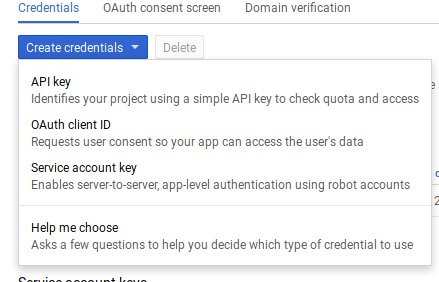 Credentials OAuth consent screen Domain verification
Create credentials Delete
API key
Identifies your project using a simple API key to check quota and access
OAuth client ID
Requests user consent so your app can access the user's data
Service account key
Enables server-to-server, app-level authentication using robot accounts
Help me choose
Asks a few questions to help you decide which type of credential to use
Service account keys